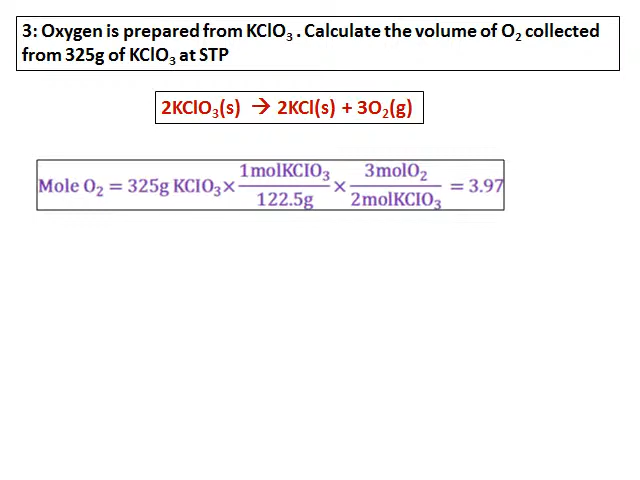 3: Oxygen is prepared from KClO₃ . Calculate the volume of O₂ collected
from 325g of KClO₃ at STP
2KClO₃(s) → 2KCl(s) + 3O₂(g)
Mole O₂ = 325g KClO₃ × 1molKClO₃/122.5g × 3molO₂/2molKClO₃ = 3.97